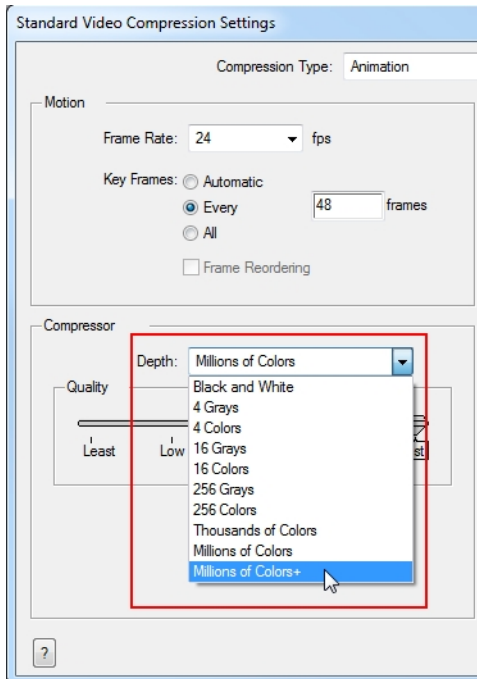 Standard Video Compression Settings
Compression Type: Animation
Motion
Frame Rate: 24 fps
Key Frames: Automatic
Every 48 frames
All
Frame Reordering
Compressor
Depth: Millions of Colors
Quality
Least Low
Black and White
4 Grays
4 Colors
16 Grays
16 Colors
256 Grays
256 Colors
Thousands of Colors
Millions of Colors
Millions of Colors+
?